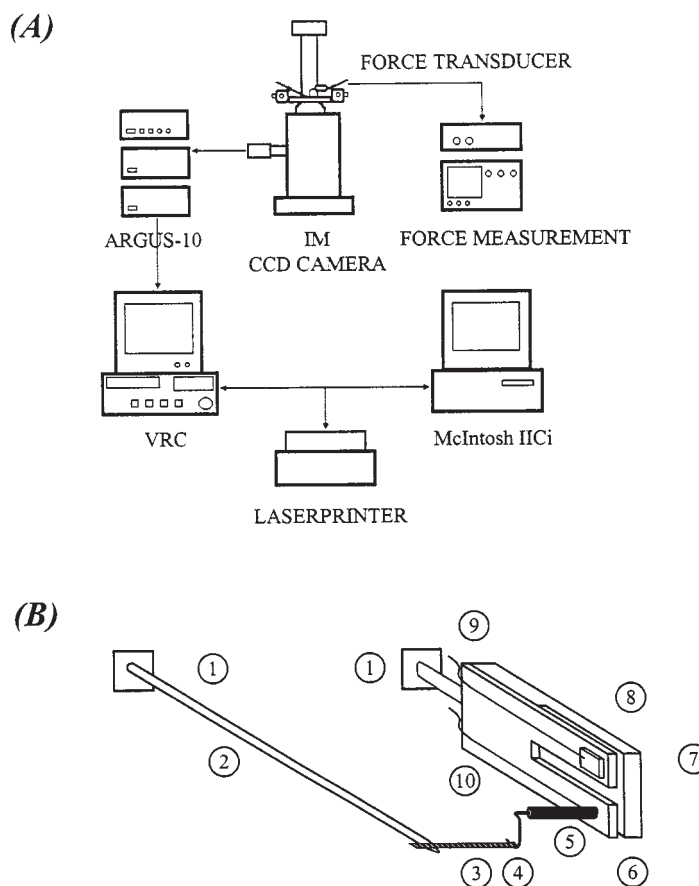 (A)
FORCE TRANSDUCER
ARGUS-10
IM
CCD CAMERA
FORCE MEASUREMENT
VRC
McIntosh IICi
LASERPRINTER
(B)
1
2
1
9
8
7
10
3
4
5
6